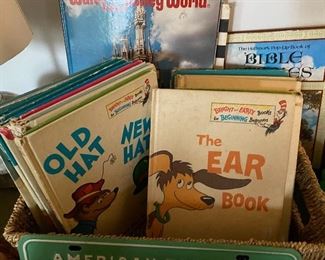 Walt Disney World
The Hallmark Pop-Up Book of
BIBLE
BRIGHT and EARLY Books
for BEGINNING Beginners
OLD
HAT
NEW
HAT
BRIGHT and EARLY Books
for BEGINNING Beginners
The
EAR
BOOK
AMERICAN